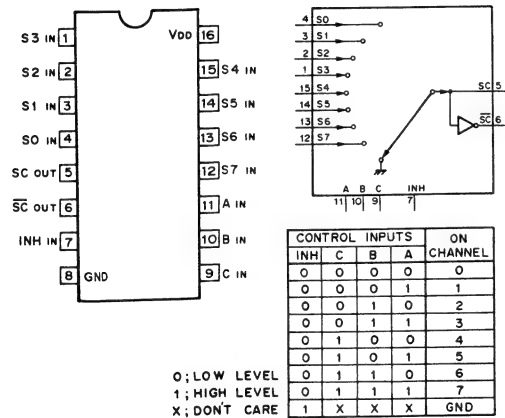 S3 IN 1
S2 IN 2
S1 IN 3
S0 IN 4
SC OUT 5
S̅C̅ OUT 6
INH IN 7
8 GND
VDD 16
15 S4 IN
14 S5 IN
13 S6 IN
12 S7 IN
11 A IN
10 B IN
9 C IN
4 S0
3 S1
2 S2
1 S3
15 S4
14 S5
13 S6
12 S7
SC 5
S̅C̅ 6
A B C INH
11 10 9 7
CONTROL INPUTS ON CHANNEL
INH C B A
0 0 0 0 0
0 0 0 1 1
0 0 1 0 2
0 0 1 1 3
0 1 0 0 4
0 1 0 1 5
0 1 1 0 6
0 1 1 1 7
1 X X X GND
0; LOW LEVEL
1; HIGH LEVEL
X; DON'T CARE